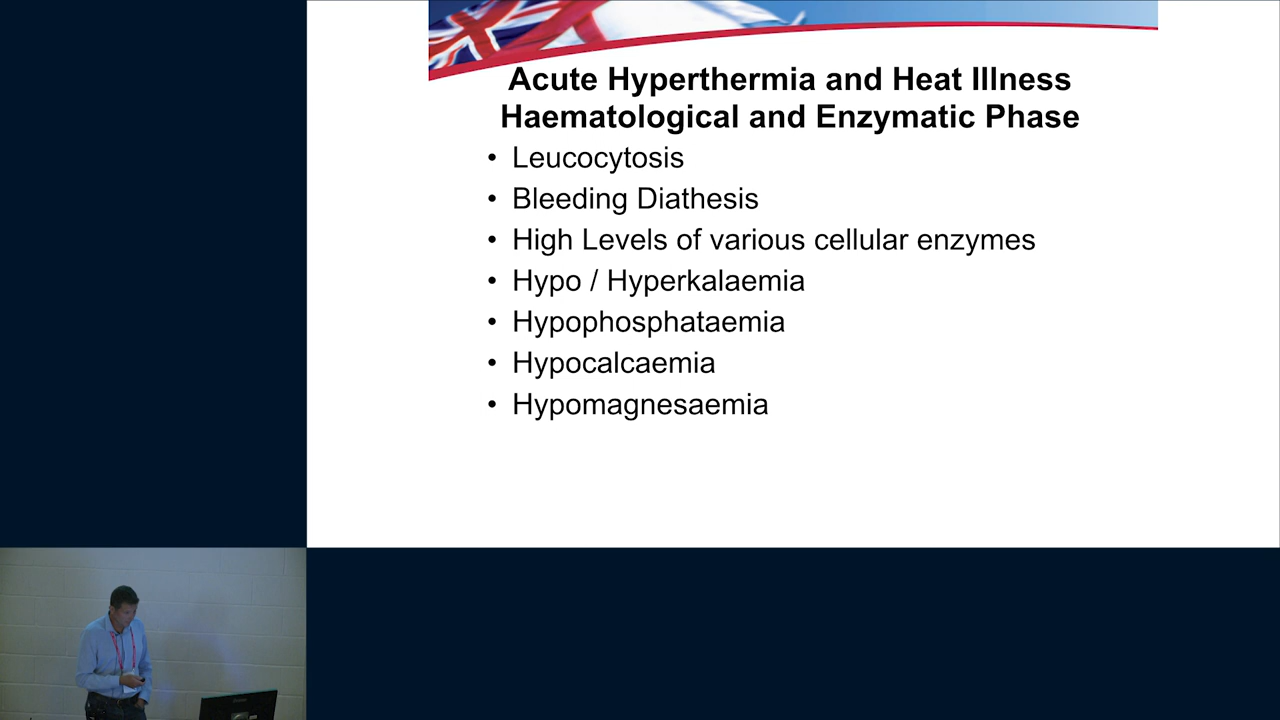 Acute Hyperthermia and Heat Illness
Haematological and Enzymatic Phase
• Leucocytosis
• Bleeding Diathesis
• High Levels of various cellular enzymes
• Hypo / Hyperkalaemia
• Hypophosphataemia
• Hypocalcaemia
• Hypomagnesaemia